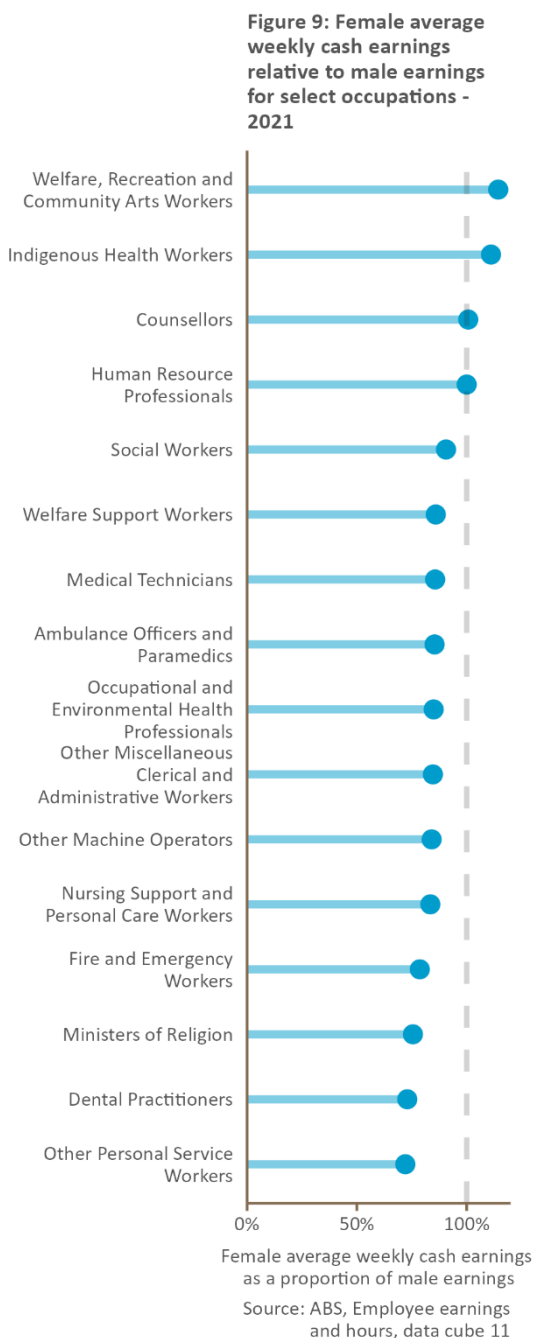 Figure 9: Female average
weekly cash earnings
relative to male earnings
for select occupations -
2021
Welfare, Recreation and
Community Arts Workers
Indigenous Health Workers
Counsellors
Human Resource
Professionals
Social Workers
Welfare Support Workers
Medical Technicians
Ambulance Officers and
Paramedics
Occupational and
Environmental Health
Professionals
Other Miscellaneous
Clerical and
Administrative Workers
Other Machine Operators
Nursing Support and
Personal Care Workers
Fire and Emergency
Workers
Ministers of Religion
Dental Practitioners
Other Personal Service
Workers
0% 50% 100%
Female average weekly cash earnings
as a proportion of male earnings
Source: ABS, Employee earnings
and hours, data cube 11